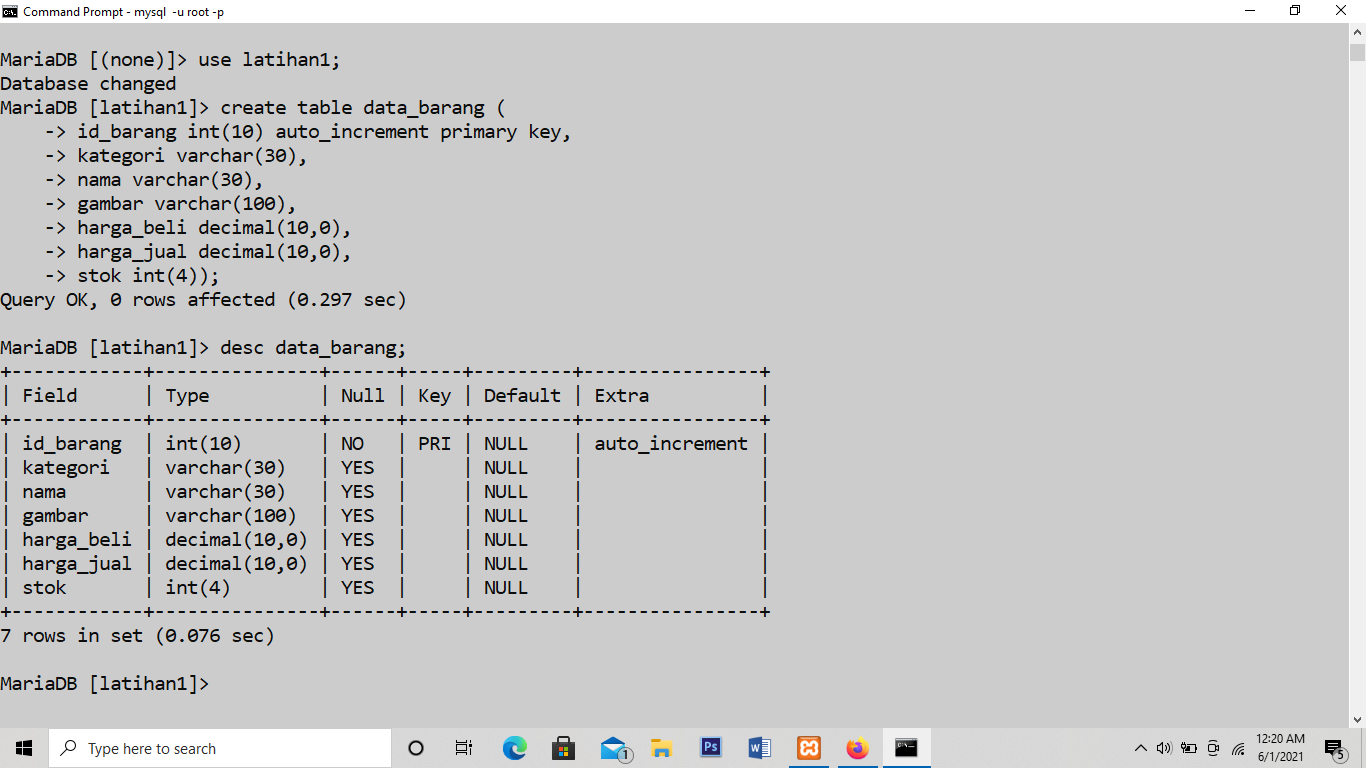 Command Prompt - mysql -u root -p
MariaDB [(none)]> use latihan1;
Database changed
MariaDB [latihan1]> create table data_barang (
    -> id_barang int(10) auto_increment primary key,
    -> kategori varchar(30),
    -> nama varchar(30),
    -> gambar varchar(100),
    -> harga_beli decimal(10,0),
    -> harga_jual decimal(10,0),
    -> stok int(4));
Query OK, 0 rows affected (0.297 sec)
MariaDB [latihan1]> desc data_barang;
+------------+---------------+------+-----+---------+----------------+
| Field      | Type          | Null | Key | Default | Extra          |
+------------+---------------+------+-----+---------+----------------+
| id_barang  | int(10)       | NO   | PRI | NULL    | auto_increment |
| kategori   | varchar(30)   | YES  |     | NULL    |                |
| nama       | varchar(30)   | YES  |     | NULL    |                |
| gambar     | varchar(100)  | YES  |     | NULL    |                |
| harga_beli | decimal(10,0) | YES  |     | NULL    |                |
| harga_jual | decimal(10,0) | YES  |     | NULL    |                |
| stok       | int(4)        | YES  |     | NULL    |                |
+------------+---------------+------+-----+---------+----------------+
7 rows in set (0.076 sec)
MariaDB [latihan1]>
Type here to search
1
Ps
W
12:20 AM
6/1/2021
5